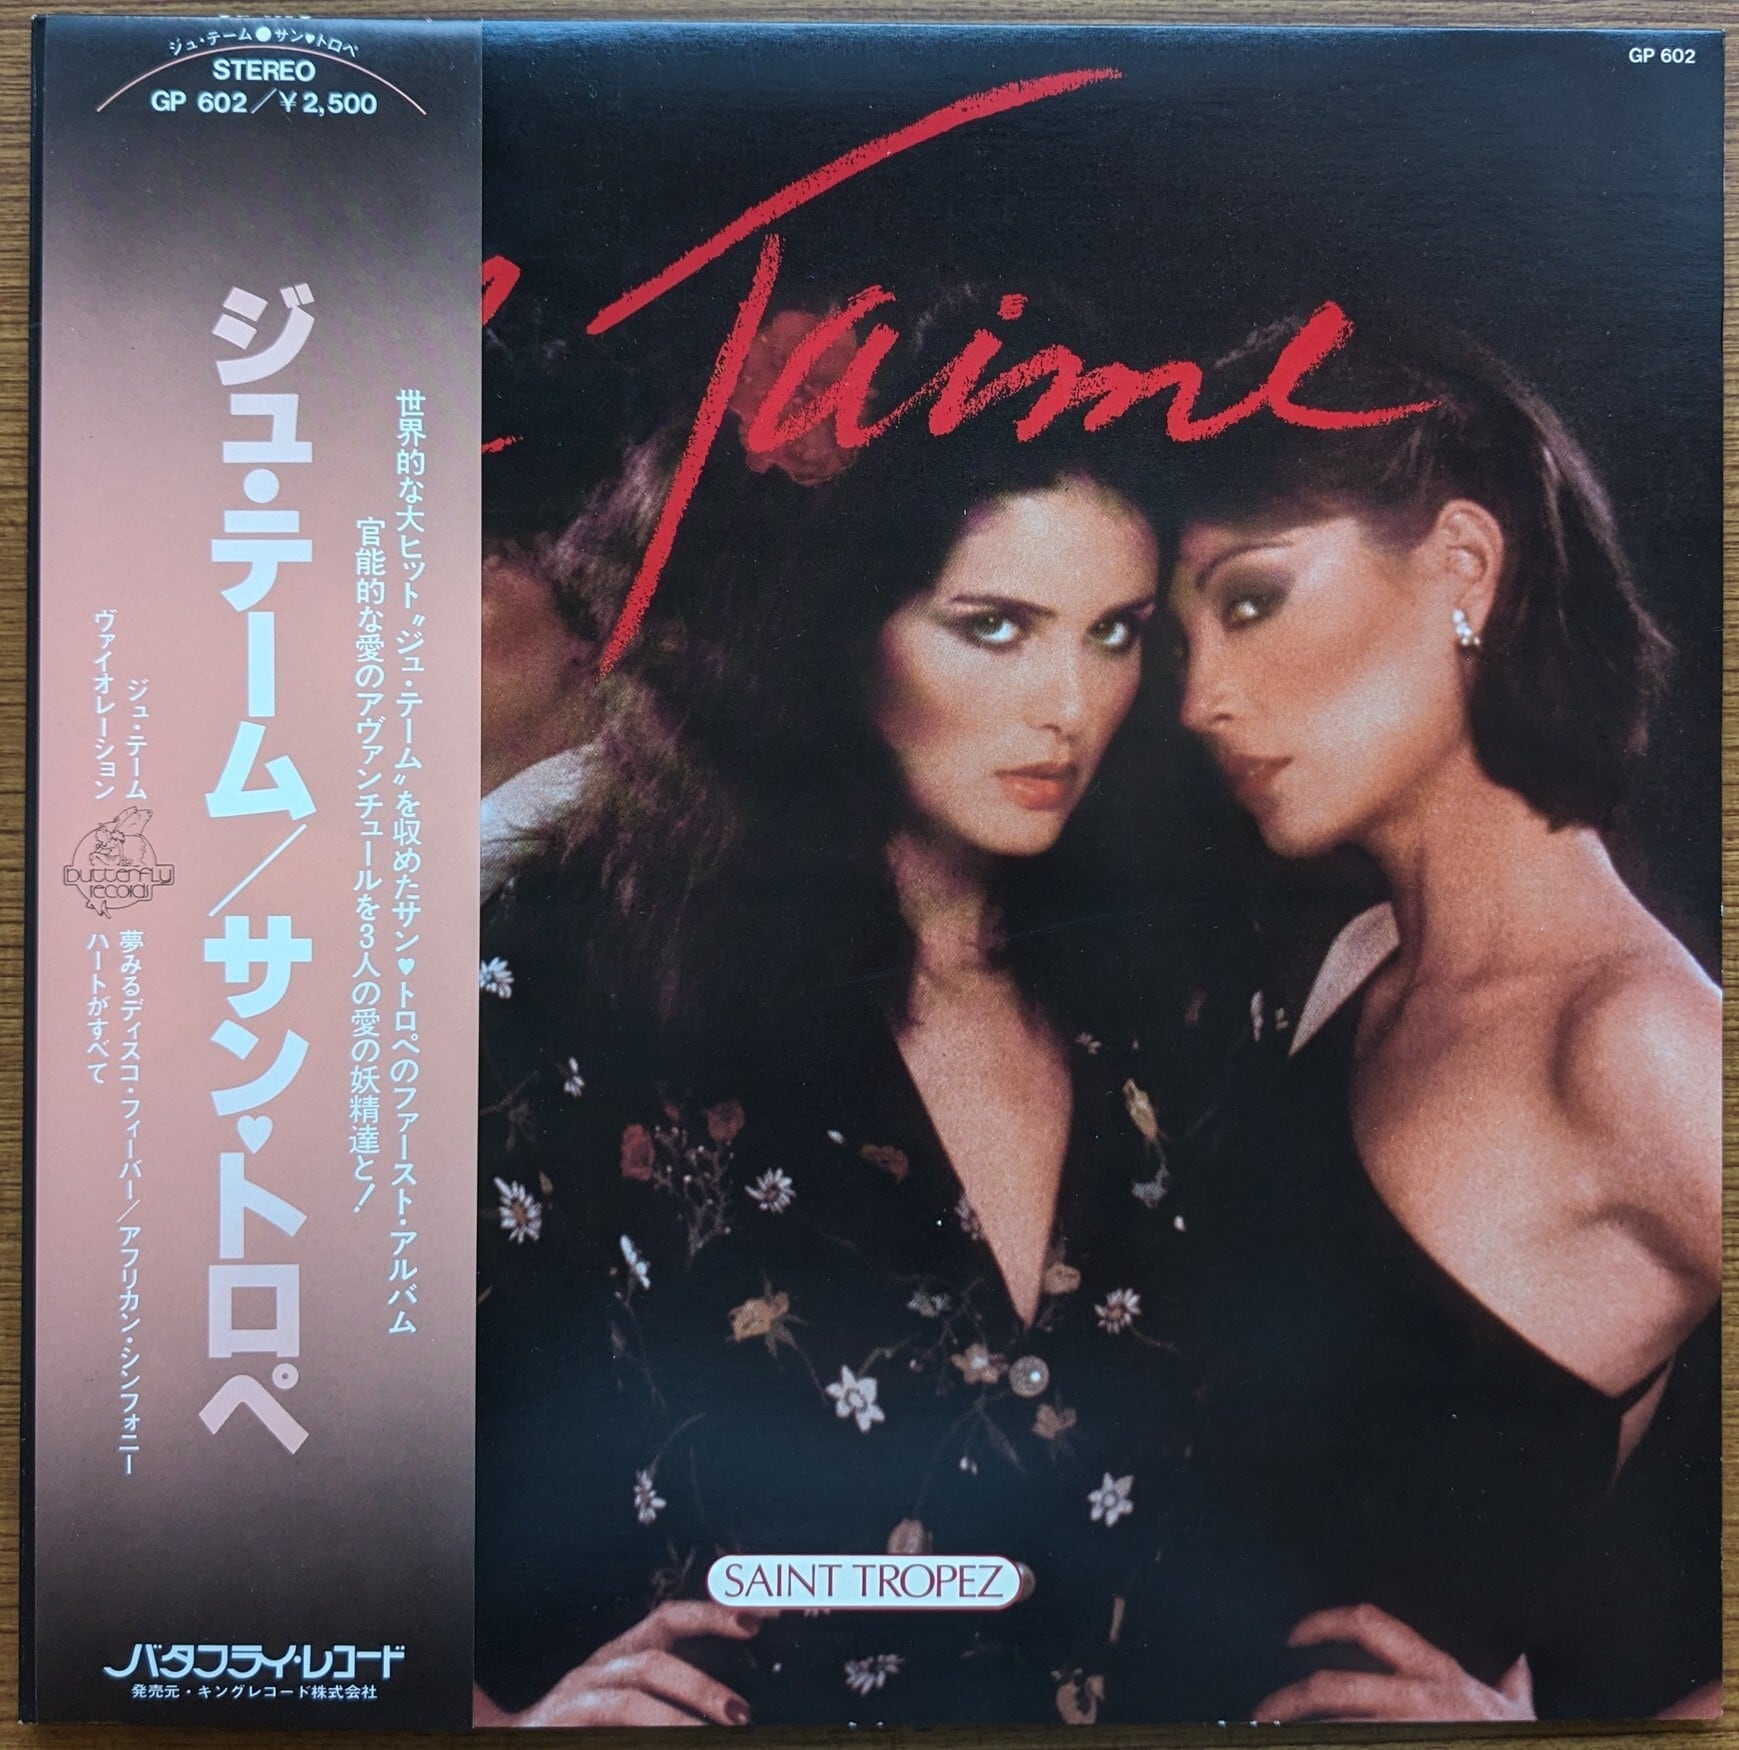 ジュ・テーム●サン♥トロペ
STEREO
GP 602/¥2,500
世界的な大ヒット〝ジュ・テーム〟を収めたサン♥トロペのファースト・アルバム
官能的な愛のアヴァンチュールを3人の愛の妖精達と!
ジュ・テーム/サン♥トロペ
ジュ・テーム
ヴァイオレーション
butterfly
records
夢みるディスコ・フィーバー/アフリカン・シンフォニー
ハートがすべて
バタフライ・レコード
発売元・キングレコード株式会社
GP 602
e Taime
SAINT TROPEZ